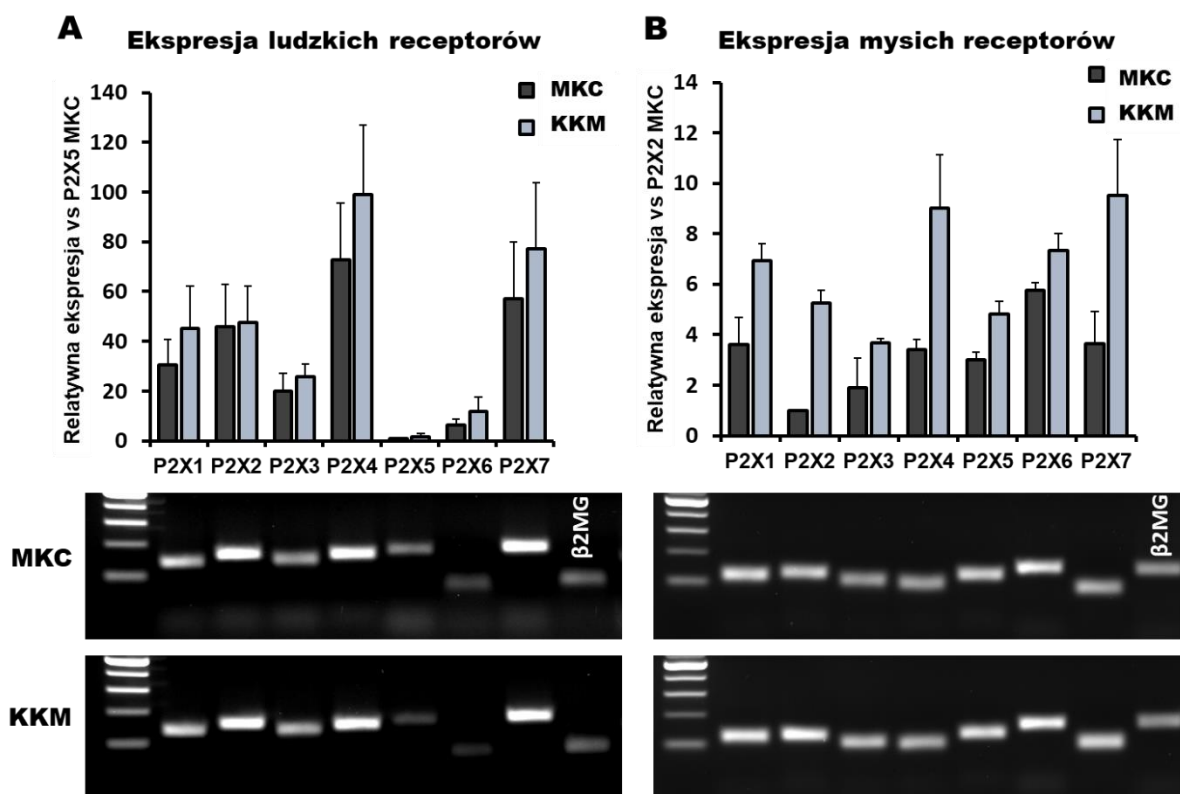 A Ekspresja ludzkich receptorów
Relatywna ekspresja vs P2X5 MKC
140
120
100
80
60
40
20
0
MKC
KKM
P2X1 P2X2 P2X3 P2X4 P2X5 P2X6 P2X7
B Ekspresja mysich receptorów
Relatywna ekspresja vs P2X2 MKC
14
12
10
8
6
4
2
0
MKC
KKM
P2X1 P2X2 P2X3 P2X4 P2X5 P2X6 P2X7
MKC
β2MG
β2MG
KKM